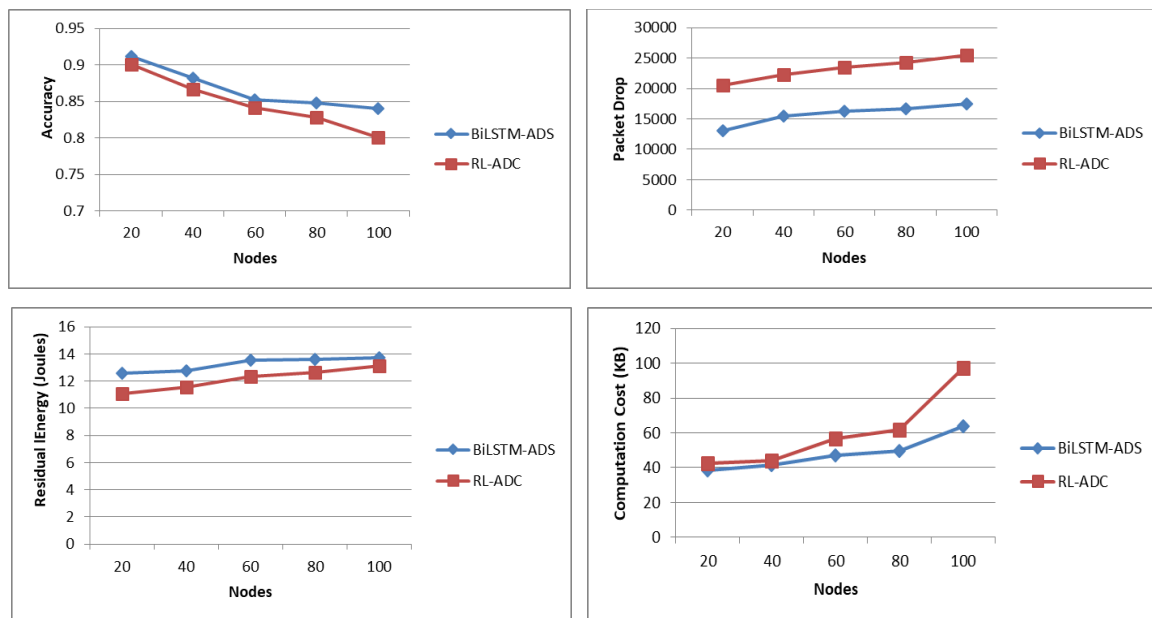 0.95
0.9
0.85
0.8
0.75
0.7
Accuracy
20 40 60 80 100
Nodes
BiLSTM-ADS
RL-ADC
30000
25000
20000
15000
10000
5000
0
Packet Drop
20 40 60 80 100
Nodes
BiLSTM-ADS
RL-ADC
16
14
12
10
8
6
4
2
0
Residual lEnergy (Joules)
20 40 60 80 100
Nodes
BiLSTM-ADS
RL-ADC
120
100
80
60
40
20
0
Computation Cost (KB)
20 40 60 80 100
Nodes
BiLSTM-ADS
RL-ADC